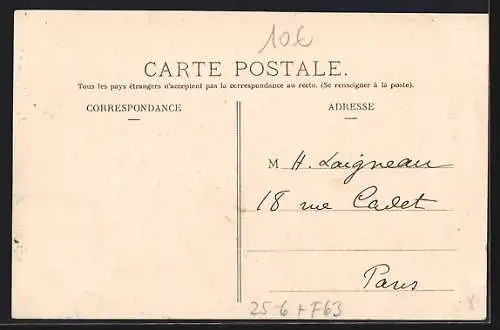 10€
CARTE POSTALE.
Tous les pays étrangers n'acceptent pas la correspondance au recto. (Se renseigner à la poste).
CORRESPONDANCE
ADRESSE
M H. Laigneau
18 rue Cadet
Paris
25-6 + F63